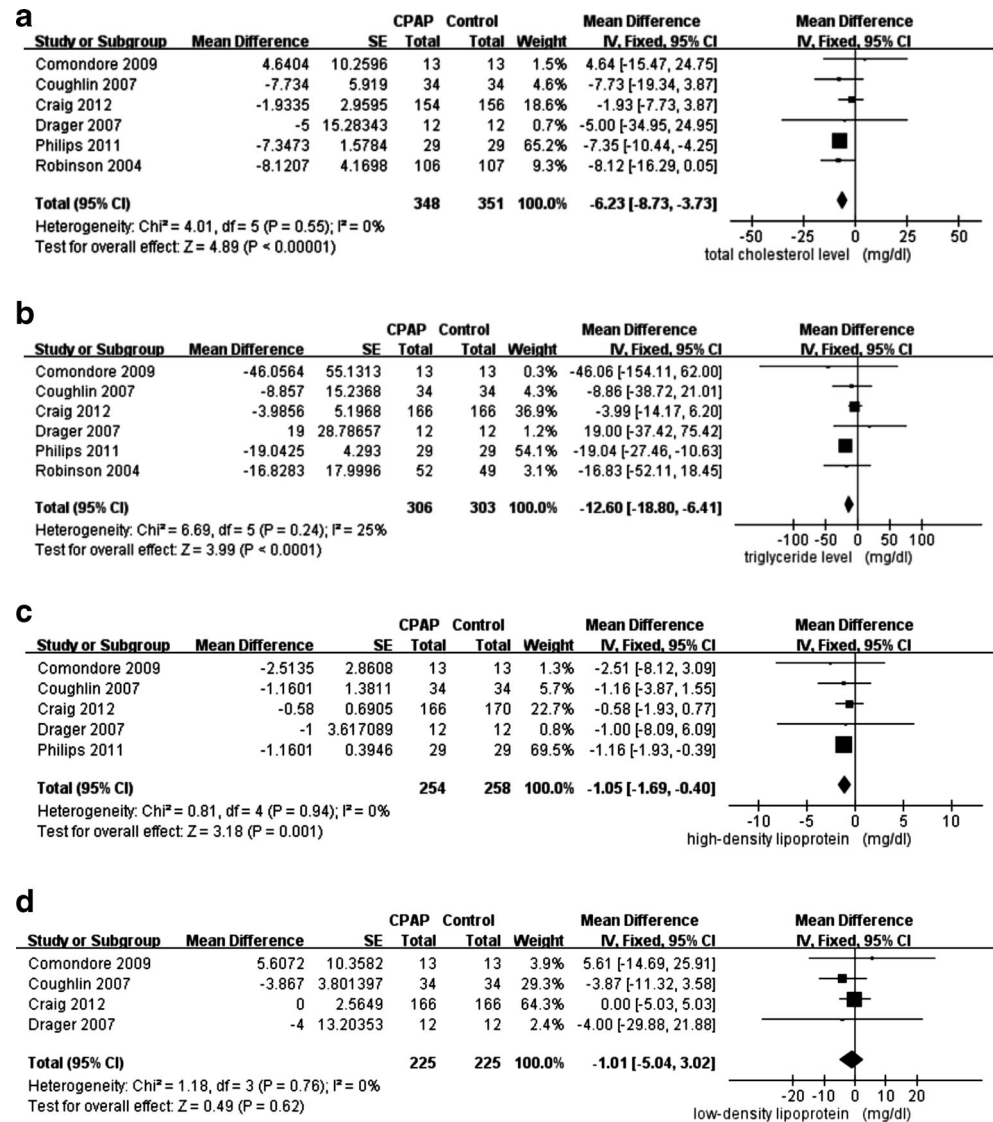 a
CPAP Control Mean Difference Mean Difference
Study or Subgroup Mean Difference SE Total Total Weight IV, Fixed, 95% CI IV, Fixed, 95% CI
Comondore 2009 4.6404 10.2596 13 13 1.5% 4.64 [-15.47, 24.75]
Coughlin 2007 -7.734 5.919 34 34 4.6% -7.73 [-19.34, 3.87]
Craig 2012 -1.9335 2.9595 154 156 18.6% -1.93 [-7.73, 3.87]
Drager 2007 -5 15.28343 12 12 0.7% -5.00 [-34.95, 24.95]
Philips 2011 -7.3473 1.5784 29 29 65.2% -7.35 [-10.44, -4.25]
Robinson 2004 -8.1207 4.1698 106 107 9.3% -8.12 [-16.29, 0.05]
Total (95% CI) 348 351 100.0% -6.23 [-8.73, -3.73]
Heterogeneity: Chi² = 4.01, df = 5 (P = 0.55); I² = 0%
Test for overall effect: Z = 4.89 (P < 0.00001)
-50 -25 0 25 50
total cholesterol level (mg/dl)
b
CPAP Control Mean Difference Mean Difference
Study or Subgroup Mean Difference SE Total Total Weight IV, Fixed, 95% CI IV, Fixed, 95% CI
Comondore 2009 -46.0564 55.1313 13 13 0.3% -46.06 [-154.11, 62.00]
Coughlin 2007 -8.857 15.2368 34 34 4.3% -8.86 [-38.72, 21.01]
Craig 2012 -3.9856 5.1968 166 166 36.9% -3.99 [-14.17, 6.20]
Drager 2007 19 28.78657 12 12 1.2% 19.00 [-37.42, 75.42]
Philips 2011 -19.0425 4.293 29 29 54.1% -19.04 [-27.46, -10.63]
Robinson 2004 -16.8283 17.9996 52 49 3.1% -16.83 [-52.11, 18.45]
Total (95% CI) 306 303 100.0% -12.60 [-18.80, -6.41]
Heterogeneity: Chi² = 6.69, df = 5 (P = 0.24); I² = 25%
Test for overall effect: Z = 3.99 (P < 0.0001)
-100 -50 0 50 100
triglyceride level (mg/dl)
c
CPAP Control Mean Difference Mean Difference
Study or Subgroup Mean Difference SE Total Total Weight IV, Fixed, 95% CI IV, Fixed, 95% CI
Comondore 2009 -2.5135 2.8608 13 13 1.3% -2.51 [-8.12, 3.09]
Coughlin 2007 -1.1601 1.3811 34 34 5.7% -1.16 [-3.87, 1.55]
Craig 2012 -0.58 0.6905 166 170 22.7% -0.58 [-1.93, 0.77]
Drager 2007 -1 3.617089 12 12 0.8% -1.00 [-8.09, 6.09]
Philips 2011 -1.1601 0.3946 29 29 69.5% -1.16 [-1.93, -0.39]
Total (95% CI) 254 258 100.0% -1.05 [-1.69, -0.40]
Heterogeneity: Chi² = 0.81, df = 4 (P = 0.94); I² = 0%
Test for overall effect: Z = 3.18 (P = 0.001)
-10 -5 0 5 10
high-density lipoprotein (mg/dl)
d
CPAP Control Mean Difference Mean Difference
Study or Subgroup Mean Difference SE Total Total Weight IV, Fixed, 95% CI IV, Fixed, 95% CI
Comondore 2009 5.6072 10.3582 13 13 3.9% 5.61 [-14.69, 25.91]
Coughlin 2007 -3.867 3.801397 34 34 29.3% -3.87 [-11.32, 3.58]
Craig 2012 0 2.5649 166 166 64.3% 0.00 [-5.03, 5.03]
Drager 2007 -4 13.20353 12 12 2.4% -4.00 [-29.88, 21.88]
Total (95% CI) 225 225 100.0% -1.01 [-5.04, 3.02]
Heterogeneity: Chi² = 1.18, df = 3 (P = 0.76); I² = 0%
Test for overall effect: Z = 0.49 (P = 0.62)
-20 -10 0 10 20
low-density lipoprotein (mg/dl)